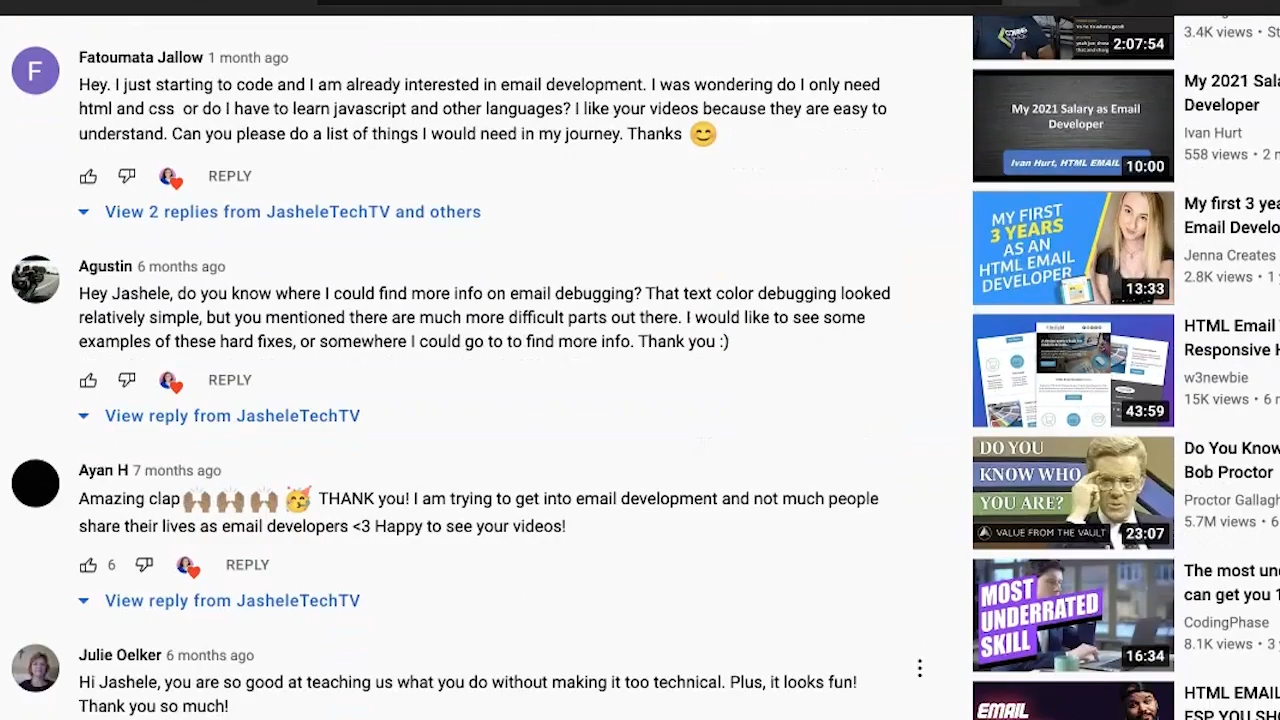 F
Fatoumata Jallow 1 month ago
Hey. I just starting to code and I am already interested in email development. I was wondering do I only need
html and css or do I have to learn javascript and other languages? I like your videos because they are easy to
understand. Can you please do a list of things I would need in my journey. Thanks 😊
REPLY
View 2 replies from JasheleTechTV and others
Agustin 6 months ago
Hey Jashele, do you know where I could find more info on email debugging? That text color debugging looked
relatively simple, but you mentioned there are much more difficult parts out there. I would like to see some
examples of these hard fixes, or somewhere I could go to to find more info. Thank you :)
REPLY
View reply from JasheleTechTV
Ayan H 7 months ago
Amazing clap🙌🏽🙌🏽🙌🏽🥳 THANK you! I am trying to get into email development and not much people
share their lives as email developers <3 Happy to see your videos!
6 REPLY
View reply from JasheleTechTV
Julie Oelker 6 months ago
Hi Jashele, you are so good at teaching us what you do without making it too technical. Plus, it looks fun!
Thank you so much!
2:07:54
3.4K views •
My 2021 Salary as Email
Developer
Ivan Hurt, HTML EMAIL
10:00
My 2021 Sala
Developer
Ivan Hurt
558 views • 2 m
MY FIRST
3 YEARS
AS AN
HTML EMAIL
DEVELOPER
13:33
My first 3 yea
Email Develo
Jenna Creates
2.8K views • 1
43:59
HTML Email
Responsive H
w3newbie
15K views • 6 m
DO YOU
KNOW WHO
YOU ARE?
VALUE FROM THE VAULT
23:07
Do You Know
Bob Proctor
Proctor Gallagh
5.7M views • 6
MOST
UNDERRATED
SKILL
16:34
The most und
can get you 1
CodingPhase
8.1K views • 3
EMAIL
HTML EMAIL
ESP YOU SHO